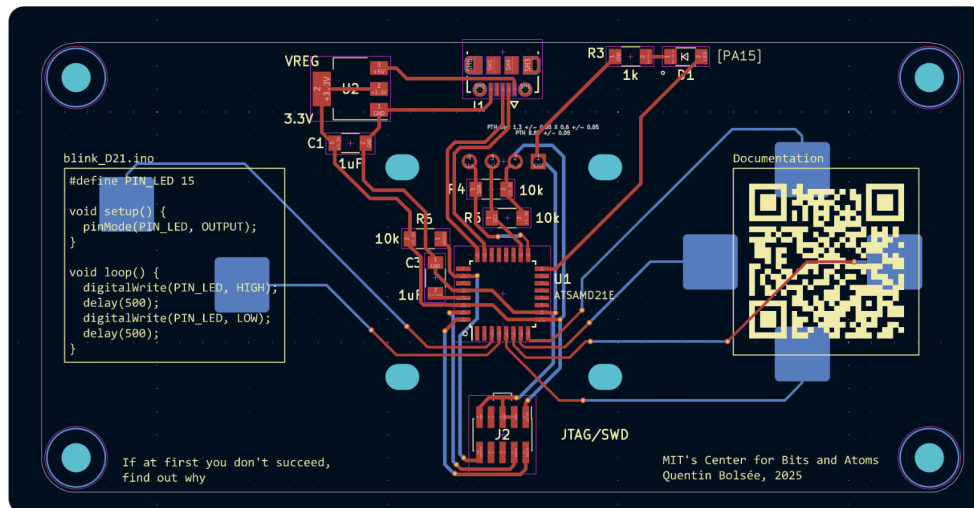 VREG
U2
+3.3V
3.3V
C1
1uF
J1
R3
1k
D1
[PA15]
PTH
R4
10k
R5
10k
R6
10k
C3
1uF
U1
ATSAMD21E
blink_D21.ino
#define PIN_LED 15
void setup() {
pinMode(PIN_LED, OUTPUT);
}
void loop() {
digitalWrite(PIN_LED, HIGH);
delay(500);
digitalWrite(PIN_LED, LOW);
delay(500);
}
Documentation
J2
JTAG/SWD
If at first you don't succeed,
find out why
MIT's Center for Bits and Atoms
Quentin Bolsée, 2025